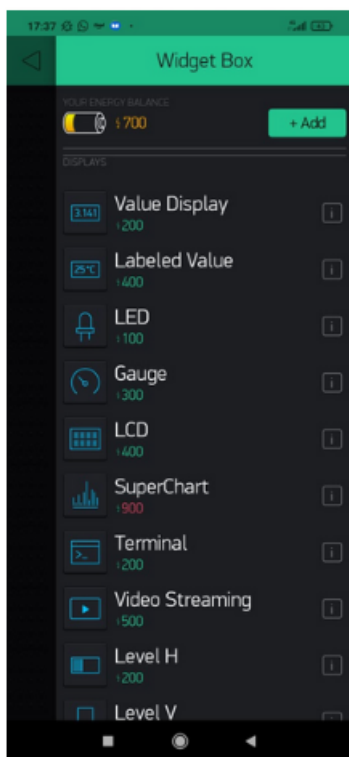 17:37
Widget Box
YOUR ENERGY BALANCE
700
+ Add
DISPLAYS
3.141
Value Display
200
25°C
Labeled Value
400
LED
100
Gauge
300
LCD
400
SuperChart
900
Terminal
200
Video Streaming
500
Level H
200
Level V